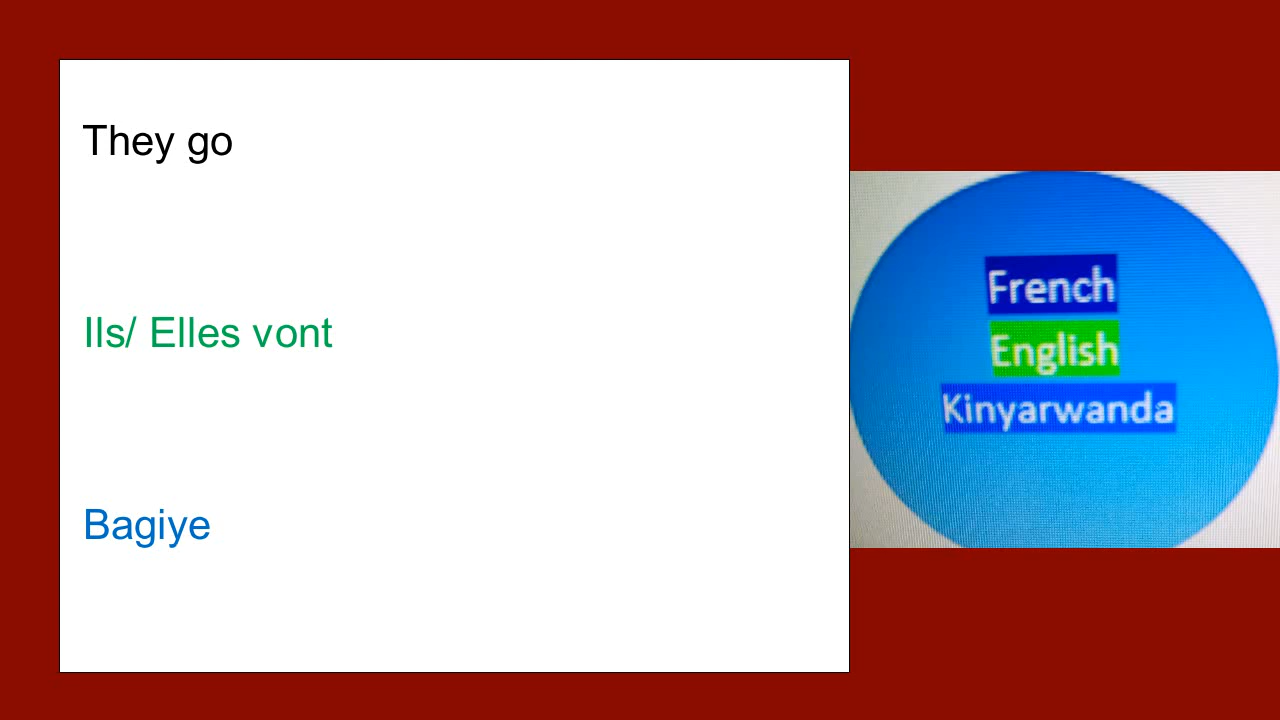 They go
Ils/ Elles vont
Bagiye
French
English
Kinyarwanda